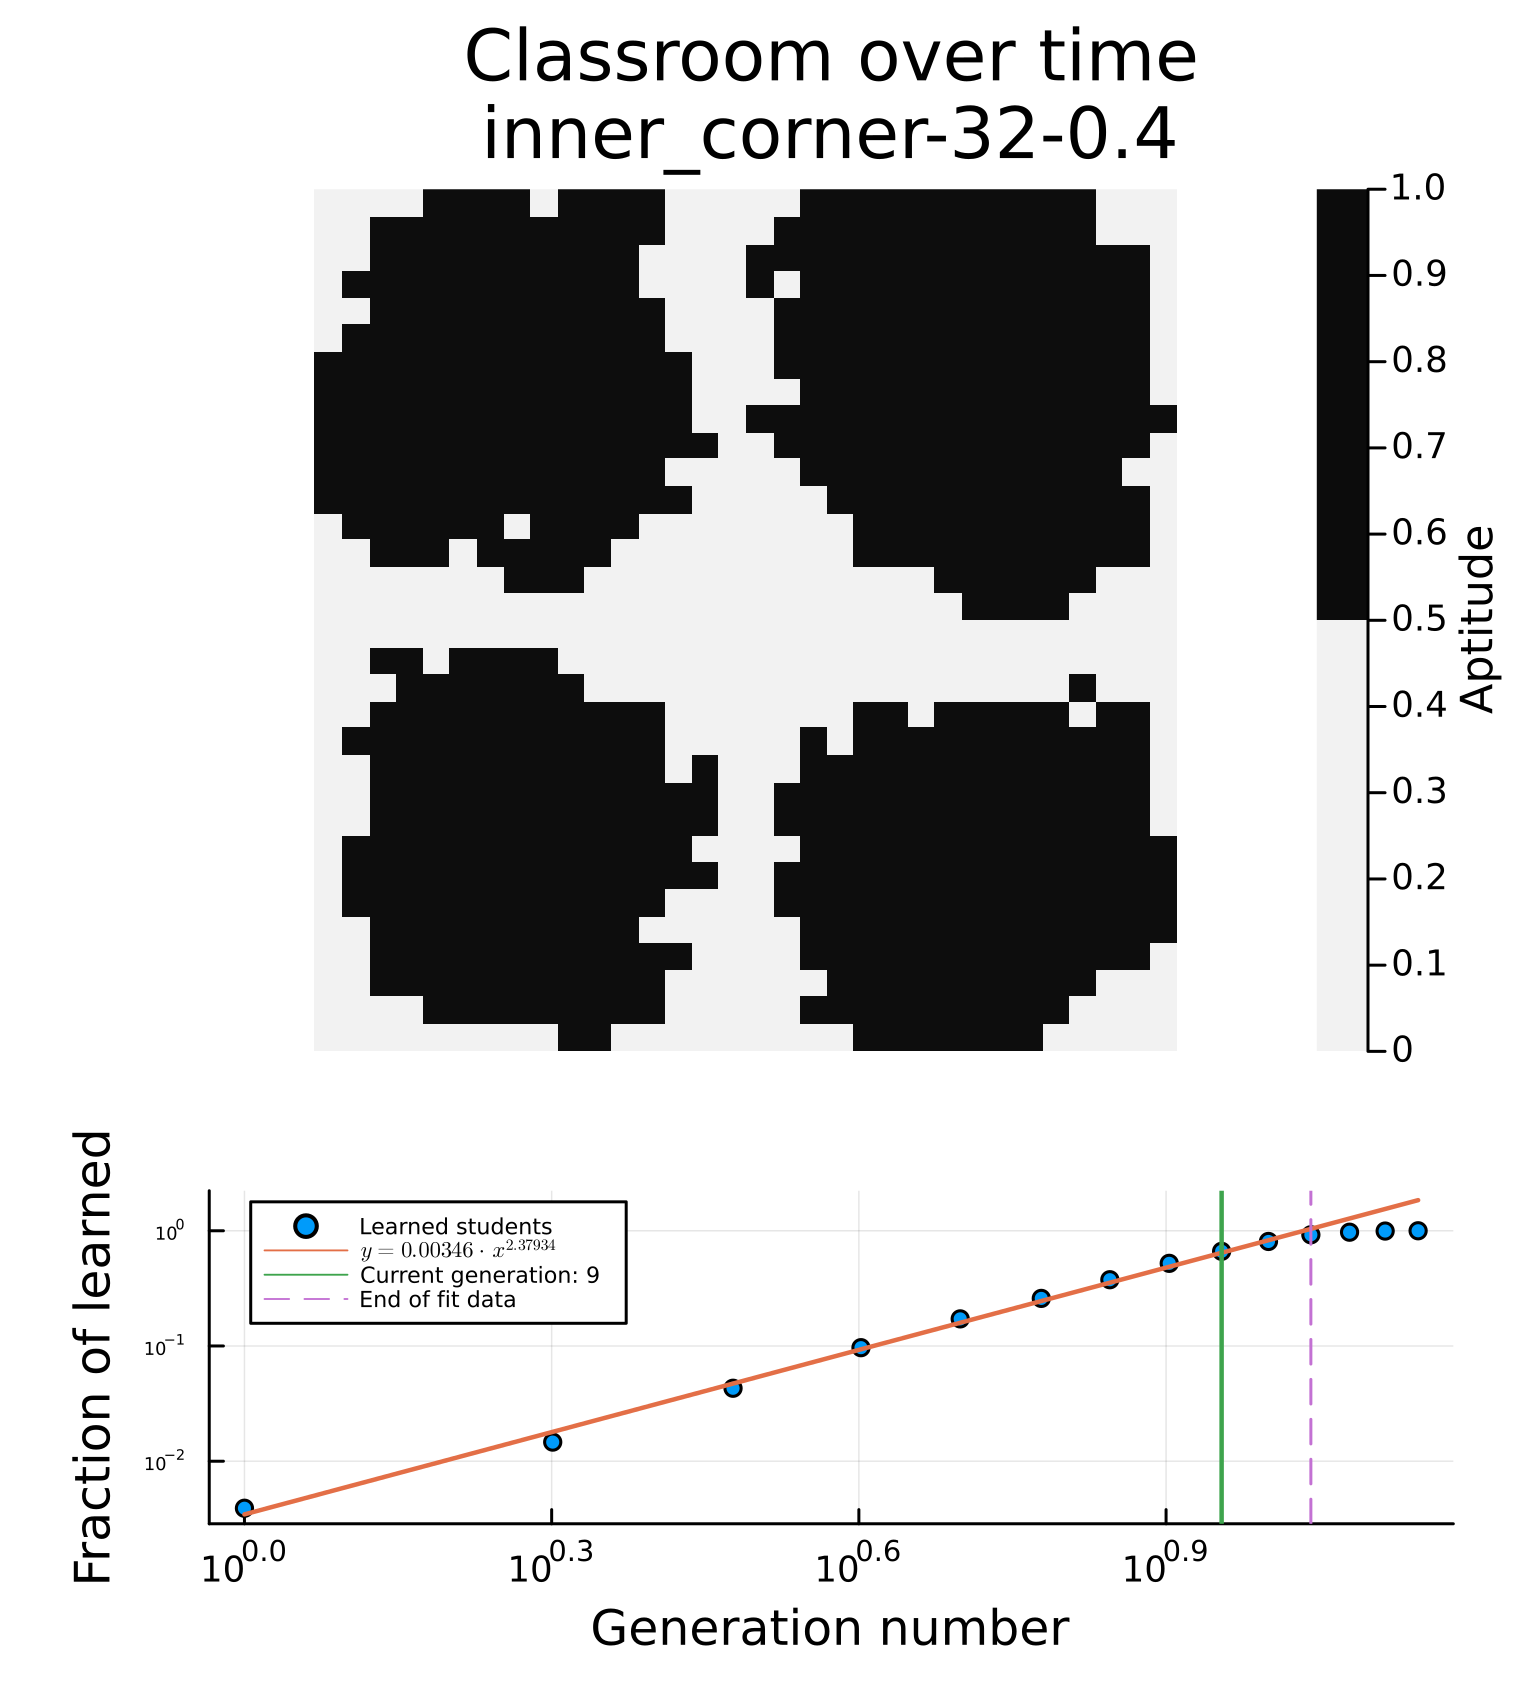 Classroom over time
inner_corner-32-0.4
1.0
0.9
0.8
0.7
0.6
0.5
0.4
0.3
0.2
0.1
0
Aptitude
Fraction of learned
10⁰
10⁻¹
10⁻²
Learned students
y = 0.00346 · x^2.37934
Current generation: 9
End of fit data
10^0.0
10^0.3
10^0.6
10^0.9
Generation number